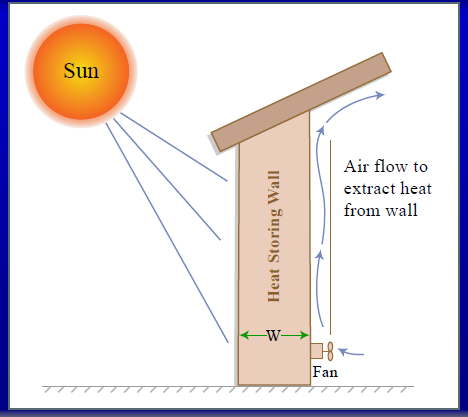 Sun
Heat Storing Wall
Air flow to
extract heat
from wall
W
Fan